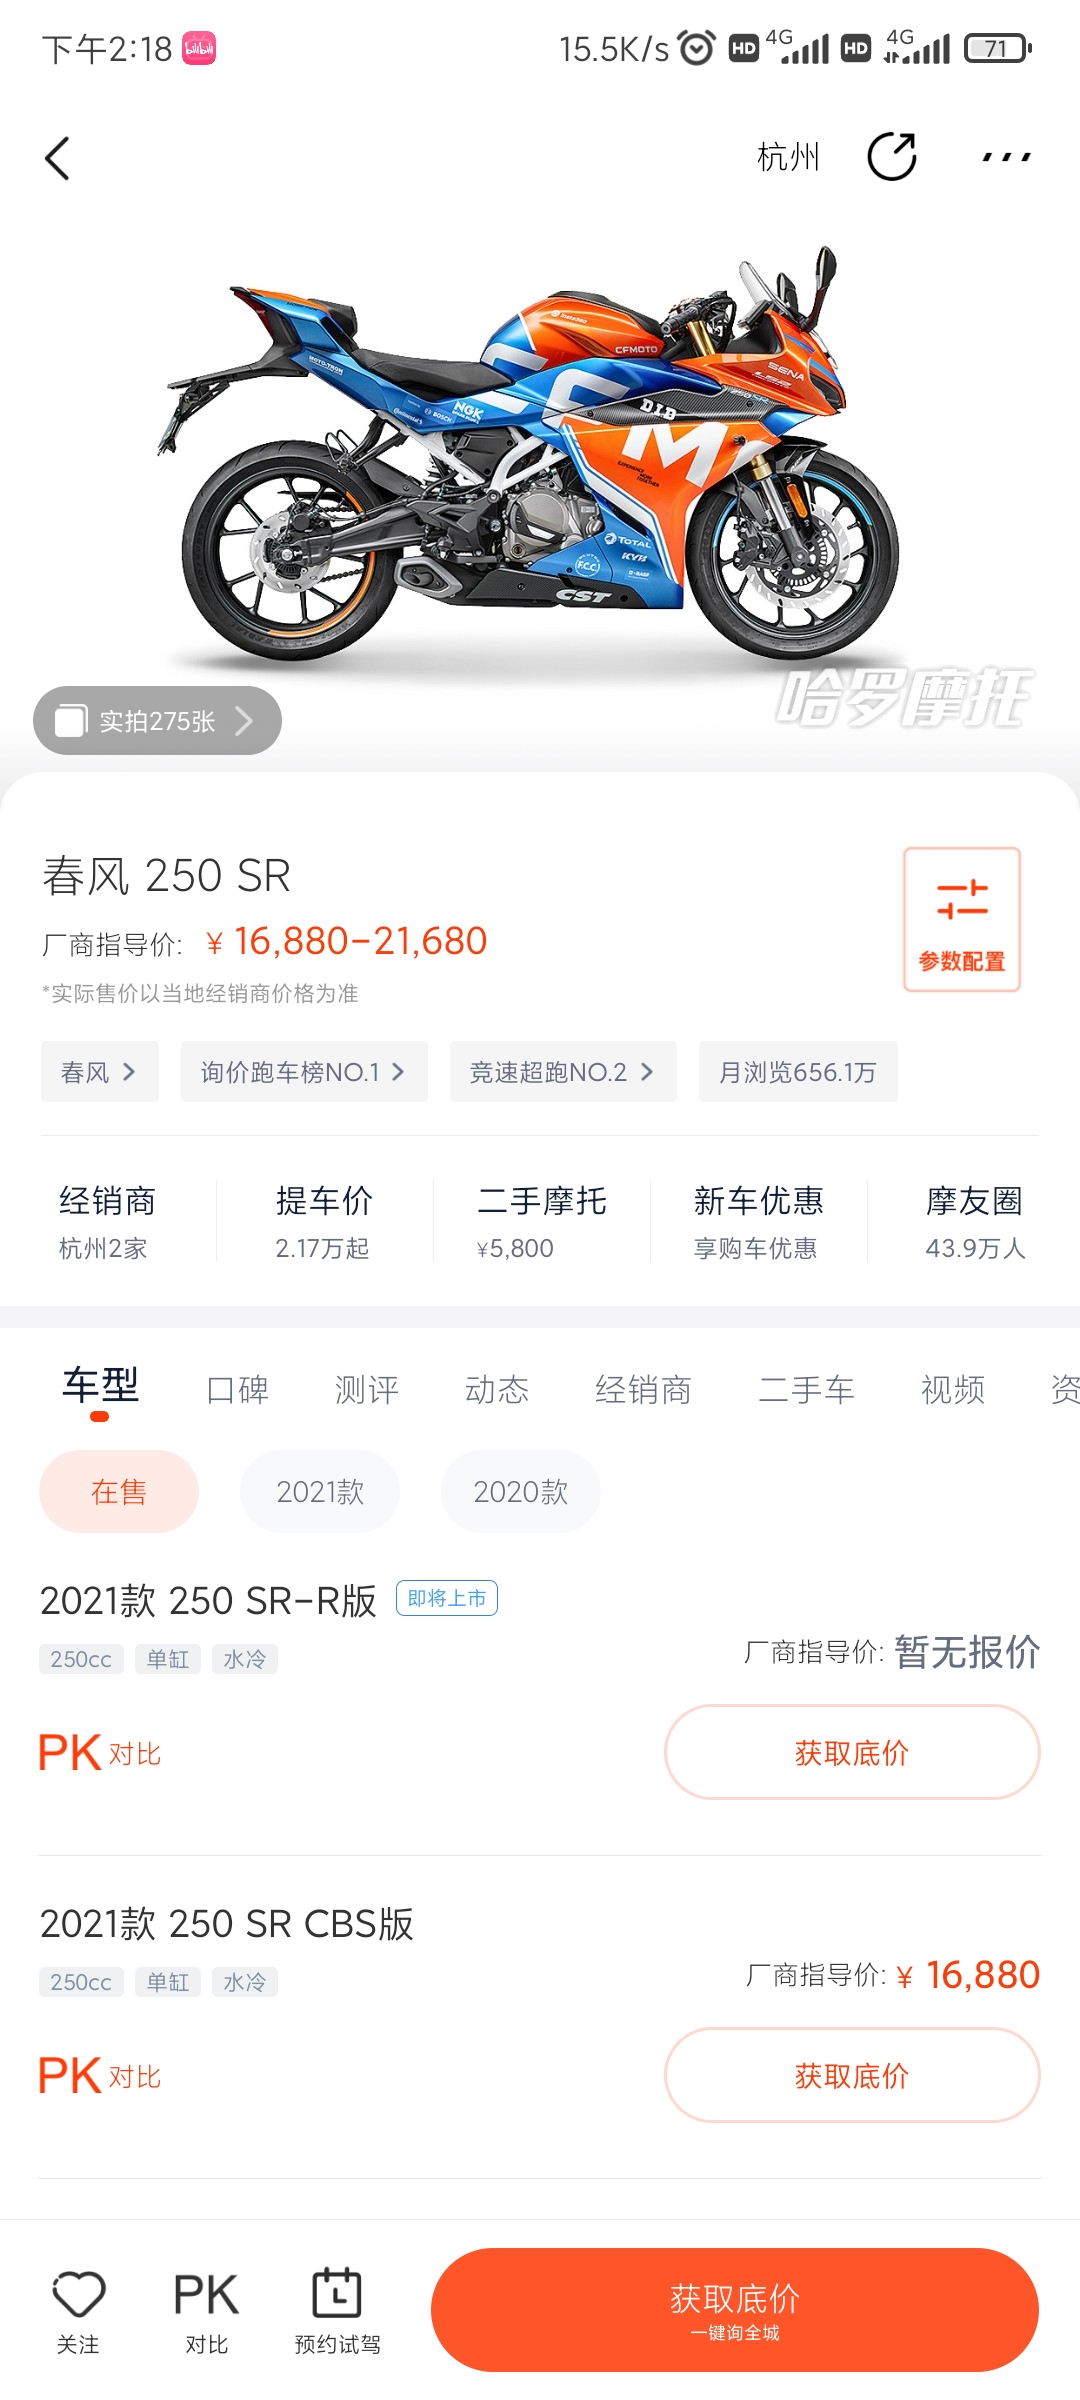 下午2:18 bilibili 15.5K/s HD 4G HD 4G 71
杭州
CFMOTO
SENA
MOTO-TRON
Continental BOSCH NGK
250SR
D.I.D
CFM
EXPERIENCE MORE TOGETHER
TOTAL
KYB
F.C.C
CST
哈罗摩托
实拍275张
春风 250 SR
厂商指导价: ¥ 16,880-21,680
*实际售价以当地经销商价格为准
参数配置
春风 询价跑车榜NO.1 竞速超跑NO.2 月浏览656.1万
经销商 提车价 二手摩托 新车优惠 摩友圈
杭州2家 2.17万起 ¥5,800 享购车优惠 43.9万人
车型 口碑 测评 动态 经销商 二手车 视频 资
在售 2021款 2020款
2021款 250 SR-R版 即将上市
250cc 单缸 水冷
厂商指导价: 暂无报价
PK 对比 获取底价
2021款 250 SR CBS版
250cc 单缸 水冷
厂商指导价: ¥ 16,880
PK 对比 获取底价
PK
关注 对比 预约试驾
获取底价
一键询全城